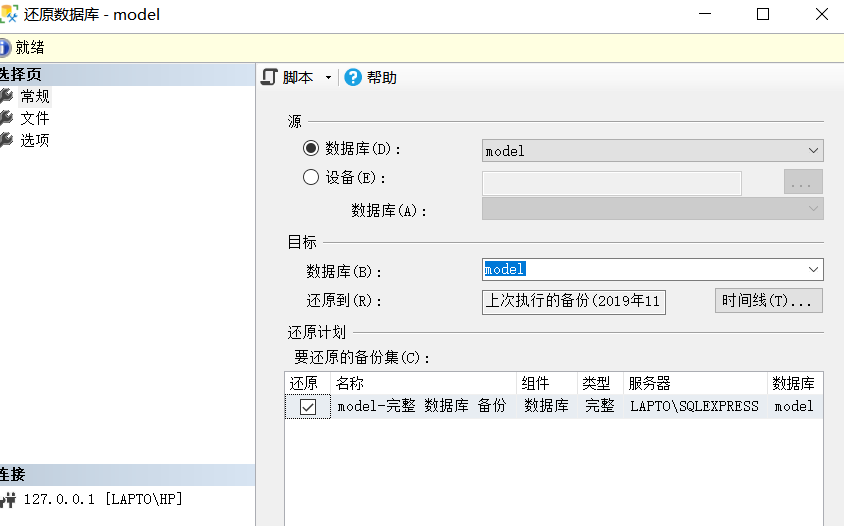 还原数据库 - model
就绪
选择页
常规
文件
选项
脚本
帮助
源
数据库(D):
model
设备(E):
...
数据库(A):
目标
数据库(B):
model
还原到(R):
上次执行的备份(2019年11
时间线(T)...
还原计划
要还原的备份集(C):
还原 名称 组件 类型 服务器 数据库
model-完整 数据库 备份 数据库 完整 LAPTO\SQLEXPRESS model
连接
127.0.0.1 [LAPTO\HP]